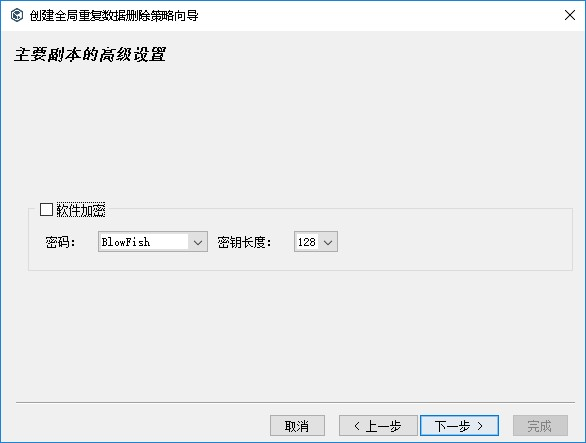 创建全局重复数据删除策略向导
主要副本的高级设置
软件加密
密码： BlowFish 密钥长度： 128
取消 < 上一步 下一步 > 完成